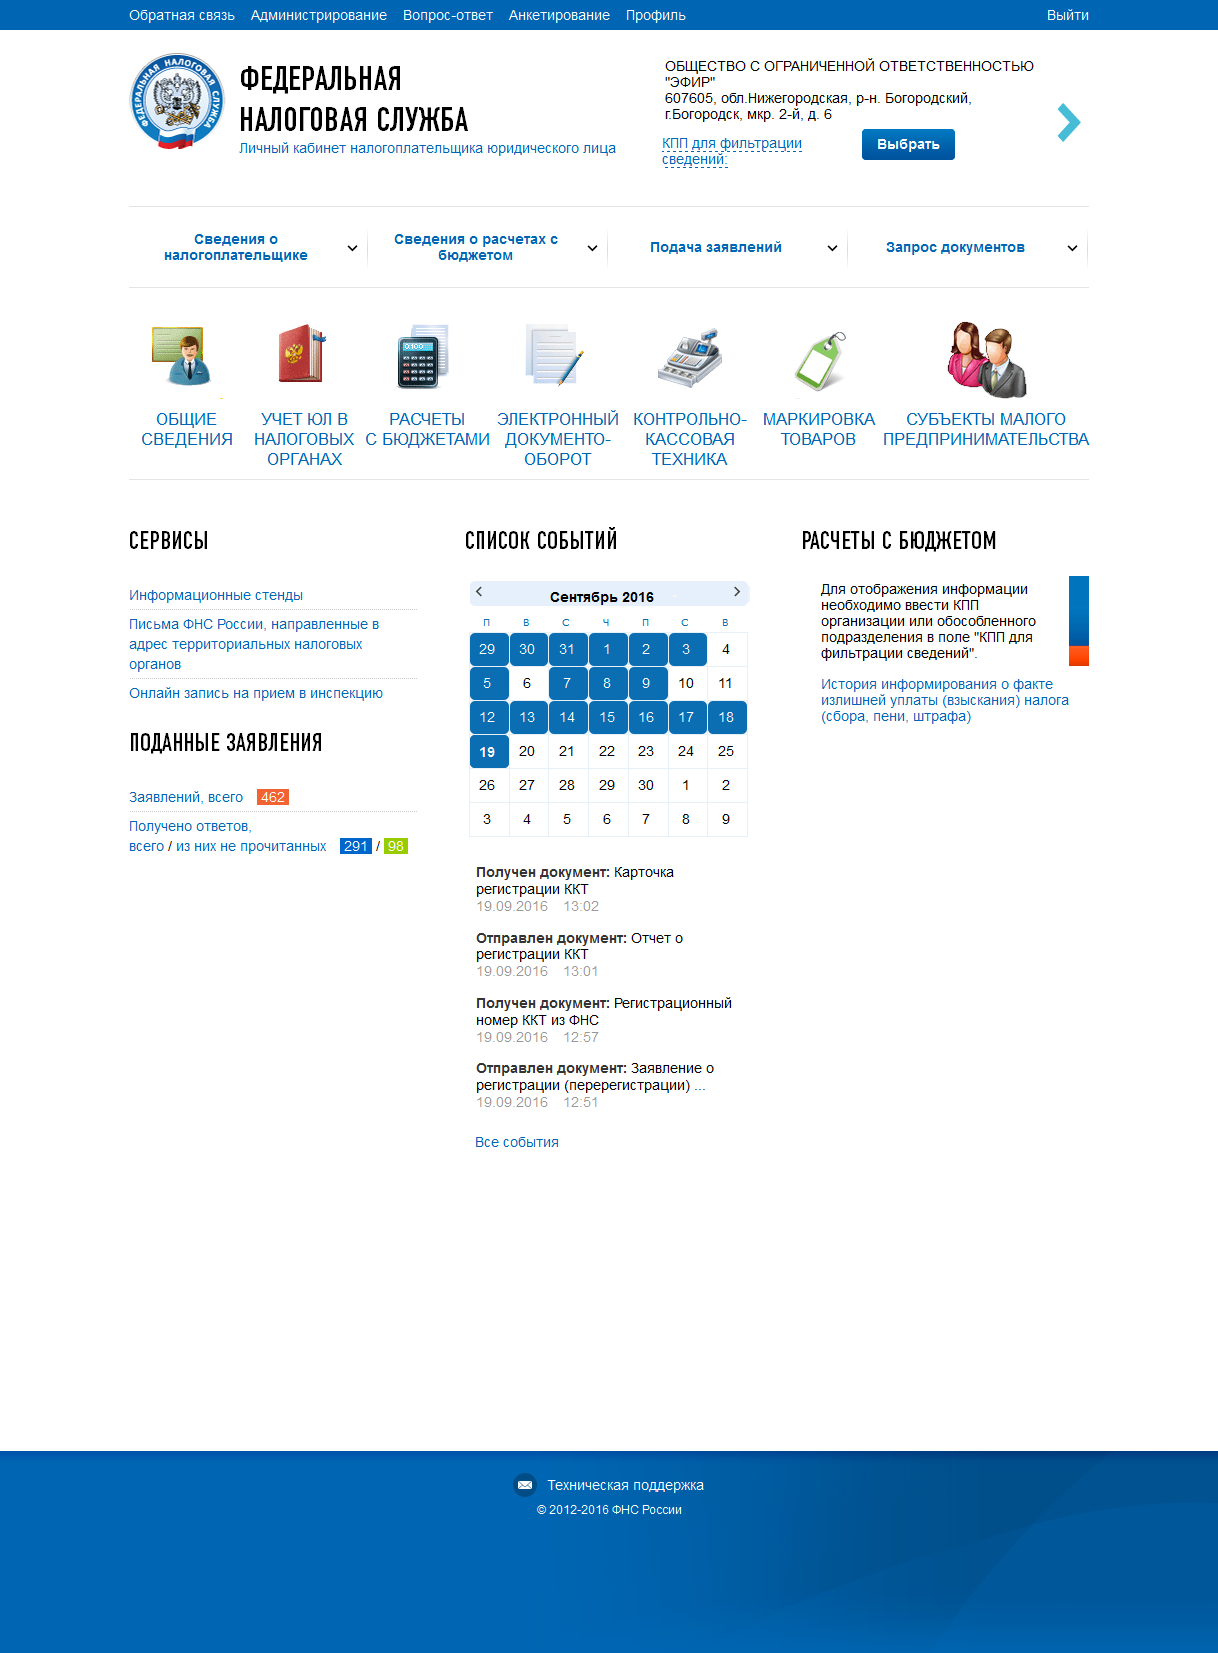 Обратная связь Администрирование Вопрос-ответ Анкетирование Профиль Выйти
ФЕДЕРАЛЬНАЯ НАЛОГОВАЯ СЛУЖБА
ФЕДЕРАЛЬНАЯ
НАЛОГОВАЯ СЛУЖБА
Личный кабинет налогоплательщика юридического лица
ОБЩЕСТВО С ОГРАНИЧЕННОЙ ОТВЕТСТВЕННОСТЬЮ
"ЭФИР"
607605, обл.Нижегородская, р-н. Богородский,
г.Богородск, мкр. 2-й, д. 6
КПП для фильтрации
сведений:
Выбрать
Сведения о
налогоплательщике
Сведения о расчетах с
бюджетом
Подача заявлений
Запрос документов
ОБЩИЕ
СВЕДЕНИЯ
УЧЕТ ЮЛ В
НАЛОГОВЫХ
ОРГАНАХ
РАСЧЕТЫ
С БЮДЖЕТАМИ
ЭЛЕКТРОННЫЙ
ДОКУМЕНТО-
ОБОРОТ
КОНТРОЛЬНО-
КАССОВАЯ
ТЕХНИКА
МАРКИРОВКА
ТОВАРОВ
СУБЪЕКТЫ МАЛОГО
ПРЕДПРИНИМАТЕЛЬСТВА
СЕРВИСЫ
Информационные стенды
Письма ФНС России, направленные в
адрес территориальных налоговых
органов
Онлайн запись на прием в инспекцию
ПОДАННЫЕ ЗАЯВЛЕНИЯ
Заявлений, всего 462
Получено ответов,
всего / из них не прочитанных 291 / 98
СПИСОК СОБЫТИЙ
Сентябрь 2016
П В С Ч П С В
29 30 31 1 2 3 4
5 6 7 8 9 10 11
12 13 14 15 16 17 18
19 20 21 22 23 24 25
26 27 28 29 30 1 2
3 4 5 6 7 8 9
Получен документ: Карточка
регистрации ККТ
19.09.2016 13:02
Отправлен документ: Отчет о
регистрации ККТ
19.09.2016 13:01
Получен документ: Регистрационный
номер ККТ из ФНС
19.09.2016 12:57
Отправлен документ: Заявление о
регистрации (перерегистрации) ...
19.09.2016 12:51
Все события
РАСЧЕТЫ С БЮДЖЕТОМ
Для отображения информации
необходимо ввести КПП
организации или обособленного
подразделения в поле "КПП для
фильтрации сведений".
История информирования о факте
излишней уплаты (взыскания) налога
(сбора, пени, штрафа)
Техническая поддержка
© 2012-2016 ФНС России